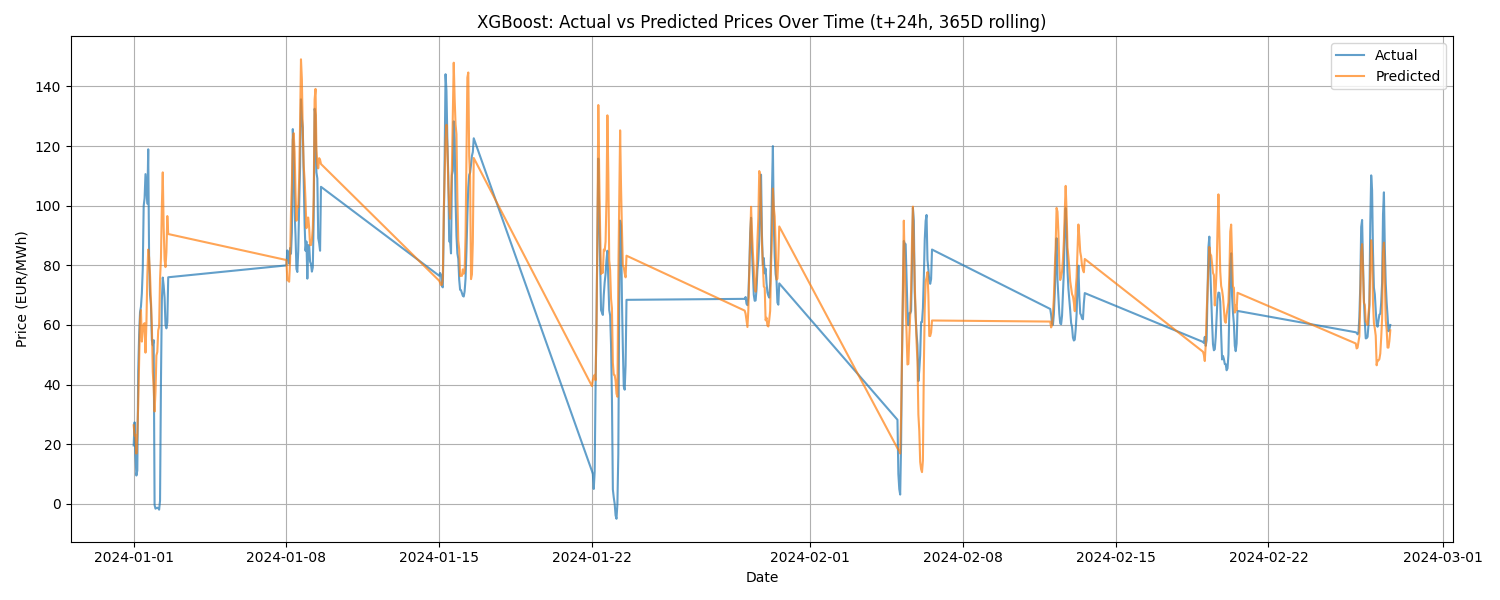 XGBoost: Actual vs Predicted Prices Over Time (t+24h, 365D rolling)
Actual
Predicted
Price (EUR/MWh)
140
120
100
80
60
40
20
0
2024-01-01 2024-01-08 2024-01-15 2024-01-22 2024-02-01 2024-02-08 2024-02-15 2024-02-22 2024-03-01
Date